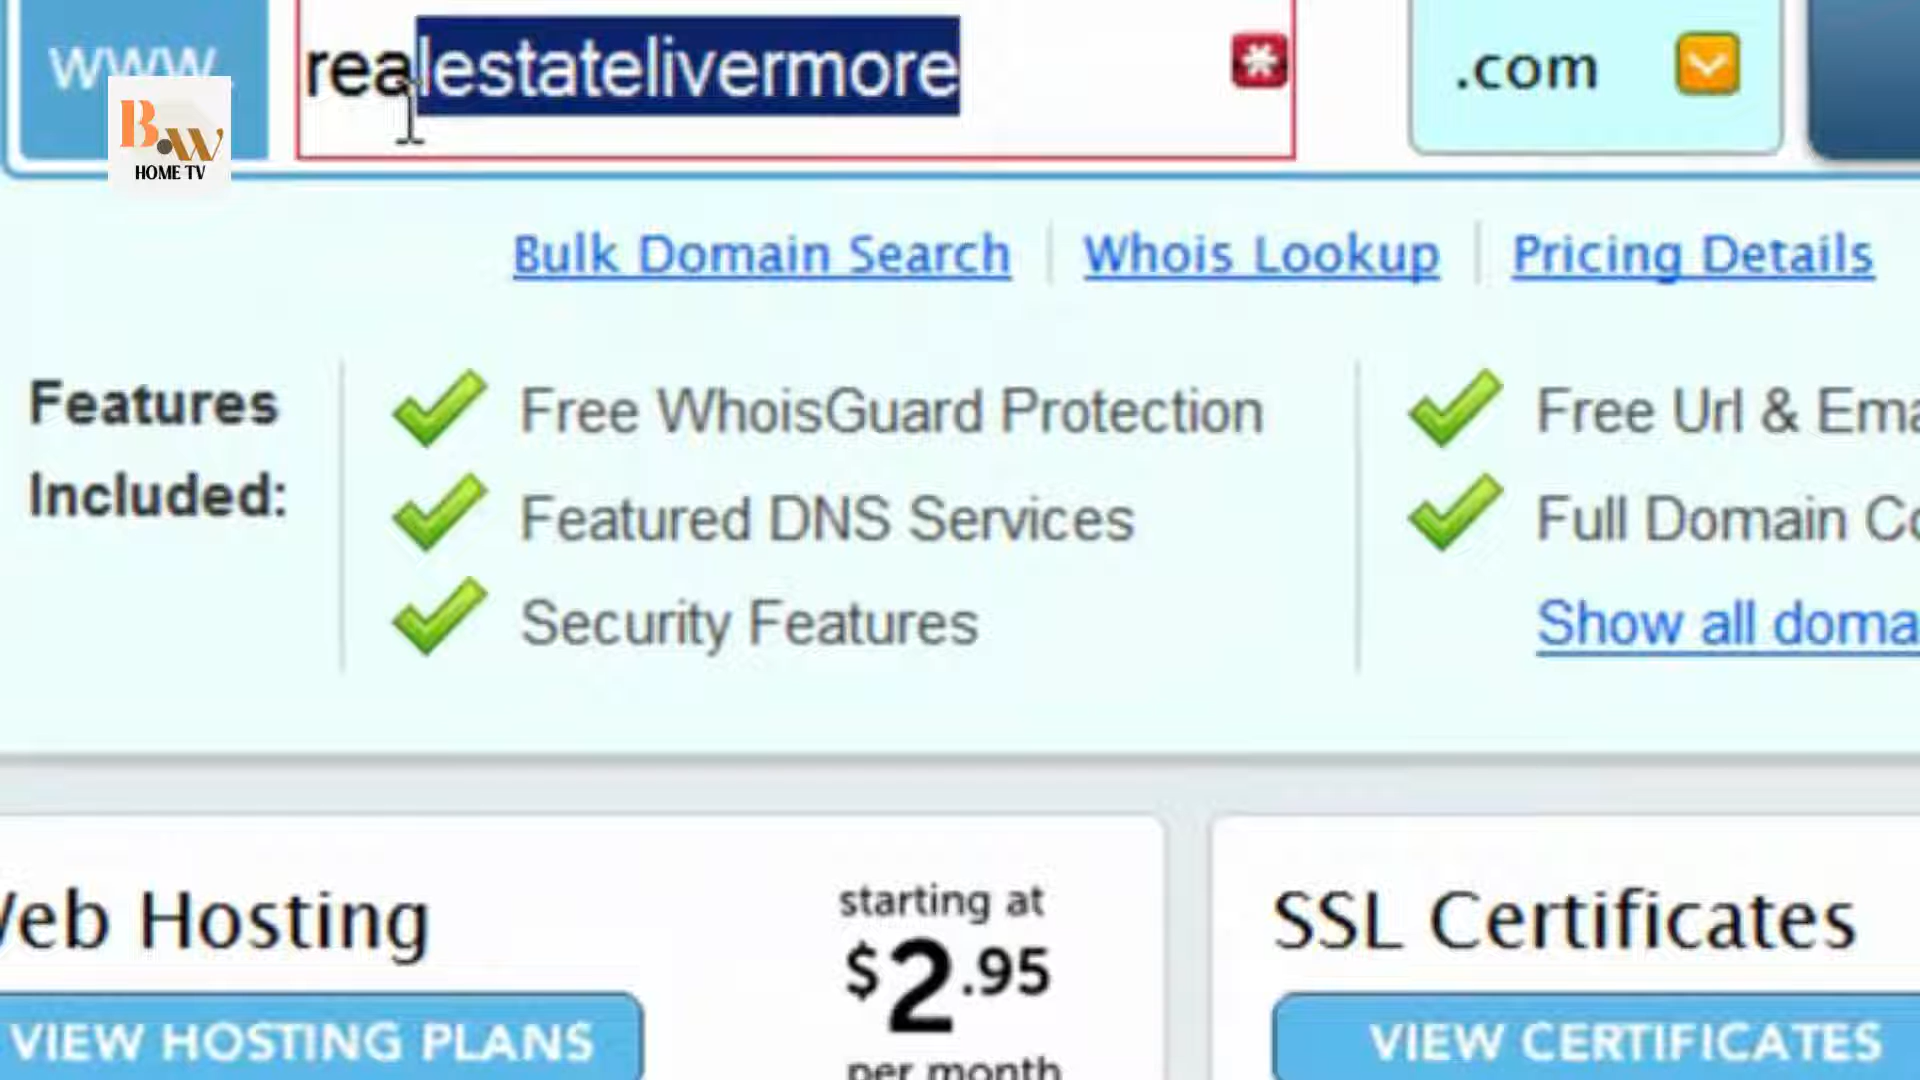 www.
realestatelivermore
.com
B.W
HOME TV
Bulk Domain Search
Whois Lookup
Pricing Details
Features
Included:
Free WhoisGuard Protection
Featured DNS Services
Security Features
Free Url & Ema
Full Domain Co
Show all doma
Web Hosting
starting at
$2.95
per month
VIEW HOSTING PLANS
SSL Certificates
VIEW CERTIFICATES